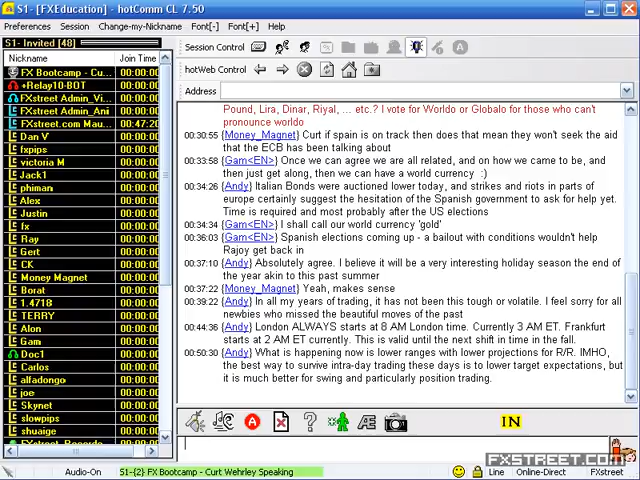 S1- [FXEducation] - hotComm CL 7.50
Preferences Session Change-my-Nickname Font[-] Font[+] Help
S1- Invited [48]
Nickname Join Time
FX Bootcamp - Cu... 00:00:00
+Relay10-BOT 00:00:00
FXstreet Admin_Vi... 00:00:00
FXstreet Admin_Ani 00:00:00
FXstreet.com Mau... 00:47:20
Dan V 00:00:00
fxpips 00:00:00
victoria M 00:00:00
Jack1 00:00:00
phiman 00:00:00
Alex 00:00:00
Justin 00:00:00
fx 00:00:00
Ray 00:00:00
Gert 00:00:00
CK 00:00:00
Money Magnet 00:00:00
Borat 00:00:00
1.4718 00:00:00
TERRY 00:00:00
Alon 00:00:00
Gam 00:00:00
Doc1 00:00:00
Carlos 00:00:00
alfadongo 00:00:00
joe 00:00:00
Skynet 00:00:00
slowpips 00:00:00
shuaige 00:00:00
Session Control
hotWeb Control
Address
Pound, Lira, Dinar, Riyal, ... etc.? I vote for Worldo or Globalo for those who can't
pronounce worldo
00:30:55 {Money_Magnet} Curt if spain is on track then does that mean they won't seek the aid
that the ECB has been talking about
00:33:58 {Gam<EN>} Once we can agree we are all related, and on how we came to be, and
then just get along, then we can have a world currency :)
00:34:26 {Andy} Italian Bonds were auctioned lower today, and strikes and riots in parts of
europe certainly suggest the hesitation of the Spanish government to ask for help yet.
Time is required and most probably after the US elections
00:34:34 {Gam<EN>} I shall call our world currency 'gold'
00:36:03 {Gam<EN>} Spanish elections coming up - a bailout with conditions wouldn't help
Rajoy get back in
00:37:10 {Andy} Absolutely agree. I believe it will be a very interesting holiday season the end of
the year akin to this past summer
00:37:22 {Money_Magnet} Yeah, makes sense
00:39:22 {Andy} In all my years of trading, it has not been this tough or volatile. I feel sorry for all
newbies who missed the beautiful moves of the past
00:44:36 {Andy} London ALWAYS starts at 8 AM London time. Currently 3 AM ET. Frankfurt
starts at 2 AM ET currently. This is valid until the next shift in time in the fall.
00:50:30 {Andy} What is happening now is lower ranges with lower projections for R/R. IMHO,
the best way to survive intra-day trading these days is to lower target expectations, but
it is much better for swing and particularly position trading.
A ? Æ IN
FXSTREET.COM
Audio-On S1-{2} FX Bootcamp - Curt Wehrley Speaking Line Online-Direct FXstreet